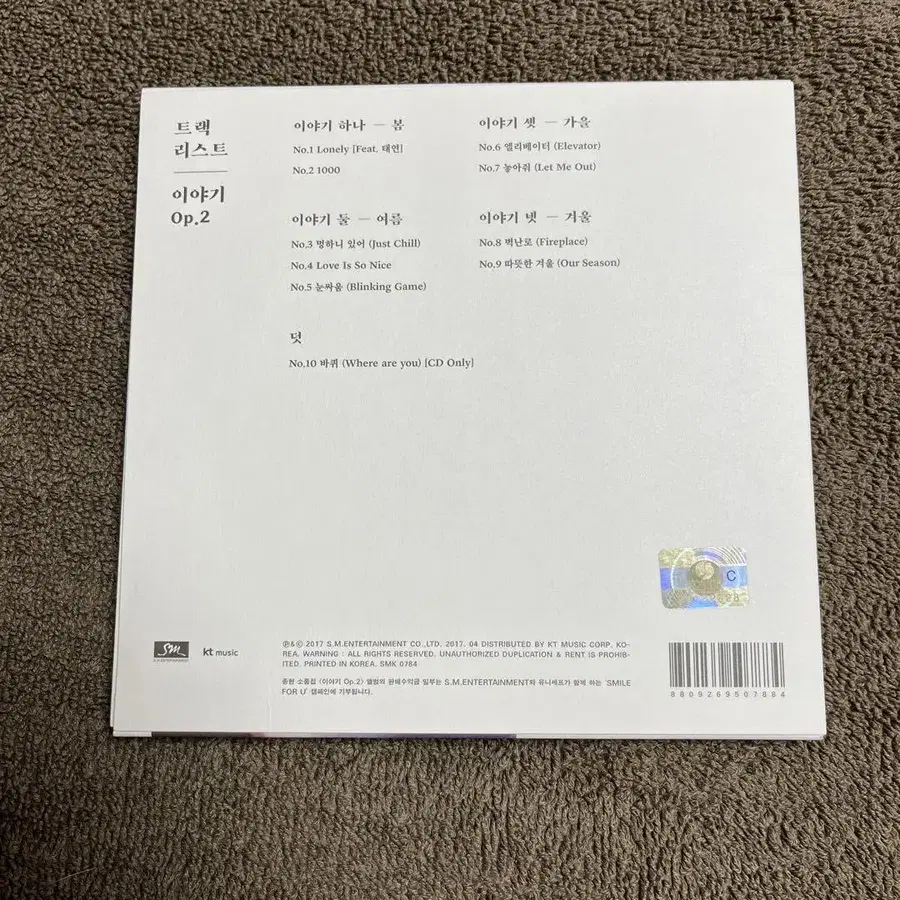 트랙
리스트
이야기
Op.2
이야기 하나 — 봄
No.1 Lonely [Feat. 태연]
No.2 1000
이야기 둘 — 여름
No.3 멍하니 있어 (Just Chill)
No.4 Love Is So Nice
No.5 눈싸움 (Blinking Game)
이야기 셋 — 가을
No.6 엘리베이터 (Elevator)
No.7 놓아줘 (Let Me Out)
이야기 넷 — 겨울
No.8 벽난로 (Fireplace)
No.9 따뜻한 겨울 (Our Season)
덧
No.10 바퀴 (Where are you) [CD Only]
C
SM
S.M.ENTERTAINMENT
kt music
℗&© 2017 S.M.ENTERTAINMENT CO.,LTD. 2017. 04 DISTRIBUTED BY KT MUSIC CORP. KO-
REA. WARNING : ALL RIGHTS RESERVED. UNAUTHORIZED DUPLICATION & RENT IS PROHIB-
ITED. PRINTED IN KOREA. SMK 0784
종현 소품집 <이야기 Op.2> 앨범의 판매수익금 일부는 S.M.ENTERTAINMENT와 유니세프가 함께 하는 'SMILE
FOR U' 캠페인에 기부됩니다.
8809269507884